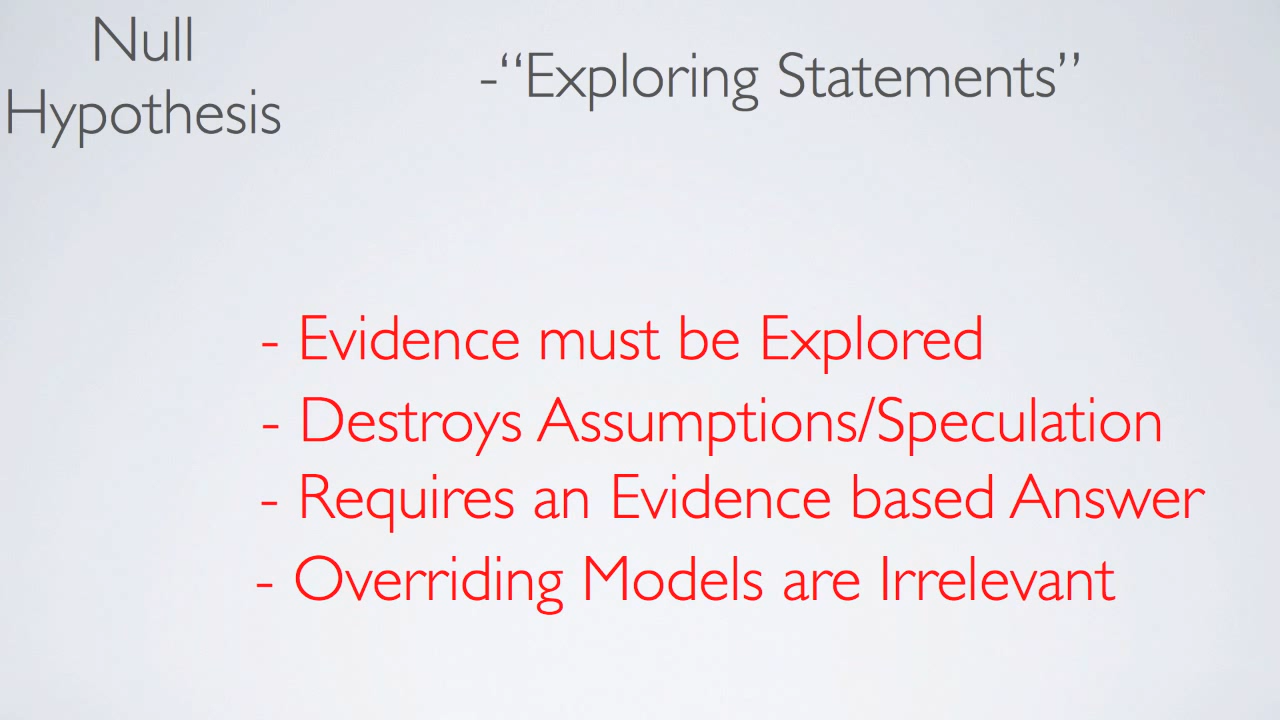 Null
Hypothesis
-“Exploring Statements”
- Evidence must be Explored
- Destroys Assumptions/Speculation
- Requires an Evidence based Answer
- Overriding Models are Irrelevant